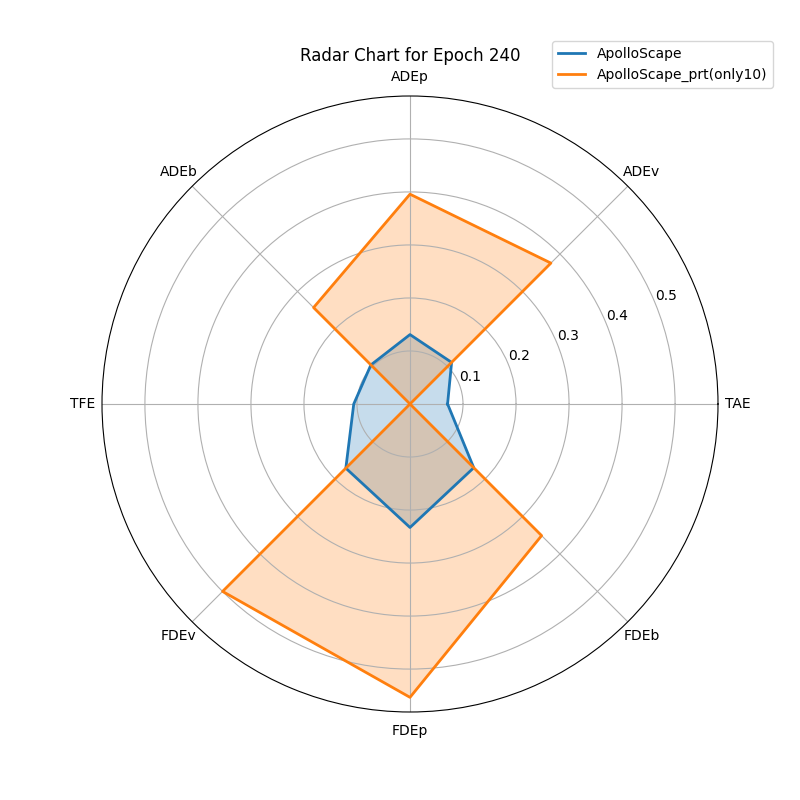 Radar Chart for Epoch 240
ApolloScape
ApolloScape_prt(only10)
ADEp
ADEb
ADEv
0.5
0.4
0.3
0.2
0.1
TFE
TAE
FDEv
FDEb
FDEp